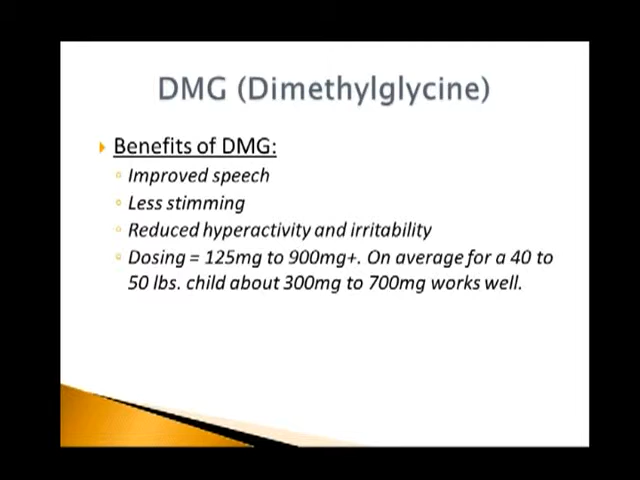 DMG (Dimethylglycine)
Benefits of DMG:
Improved speech
Less stimming
Reduced hyperactivity and irritability
Dosing = 125mg to 900mg+. On average for a 40 to
50 lbs. child about 300mg to 700mg works well.